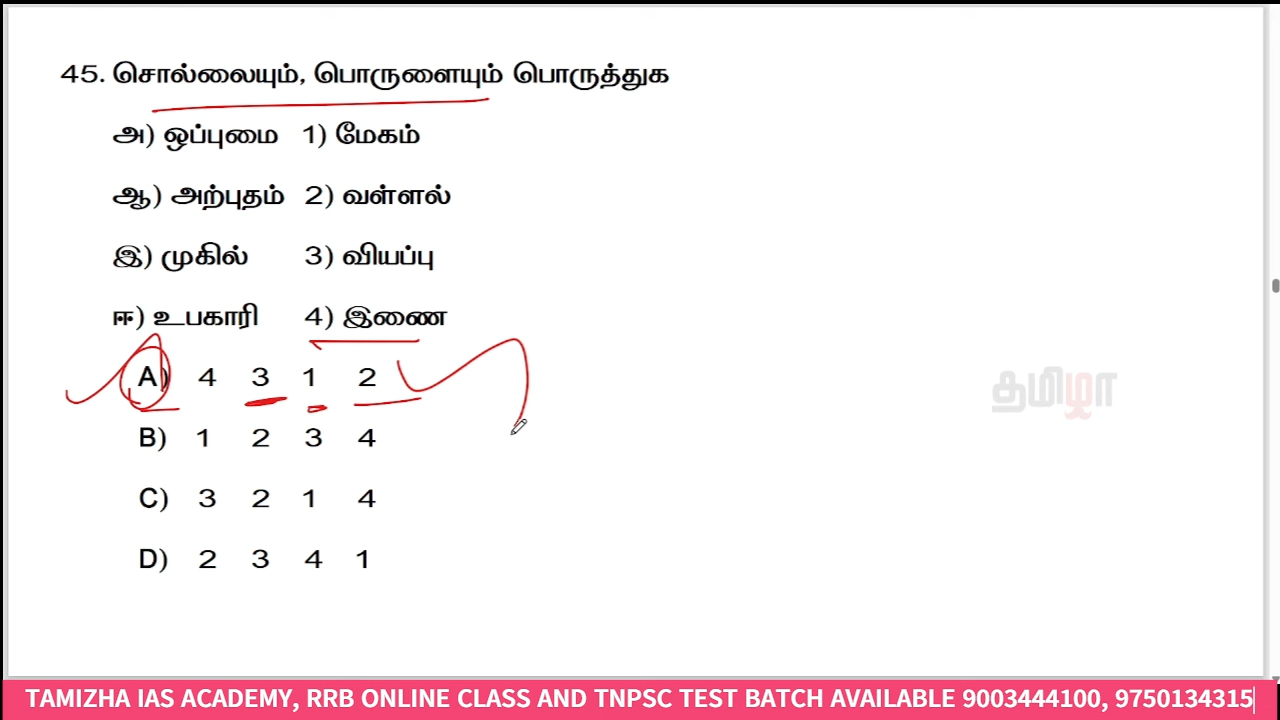 45. சொல்லையும், பொருளையும் பொருத்துக
அ) ஒப்புமை 1) மேகம்
ஆ) அற்புதம் 2) வள்ளல்
இ) முகில் 3) வியப்பு
ஈ) உபகாரி 4) இணை
A) 4 3 1 2
B) 1 2 3 4
C) 3 2 1 4
D) 2 3 4 1
தமிழா
TAMIZHA IAS ACADEMY, RRB ONLINE CLASS AND TNPSC TEST BATCH AVAILABLE 9003444100, 9750134315